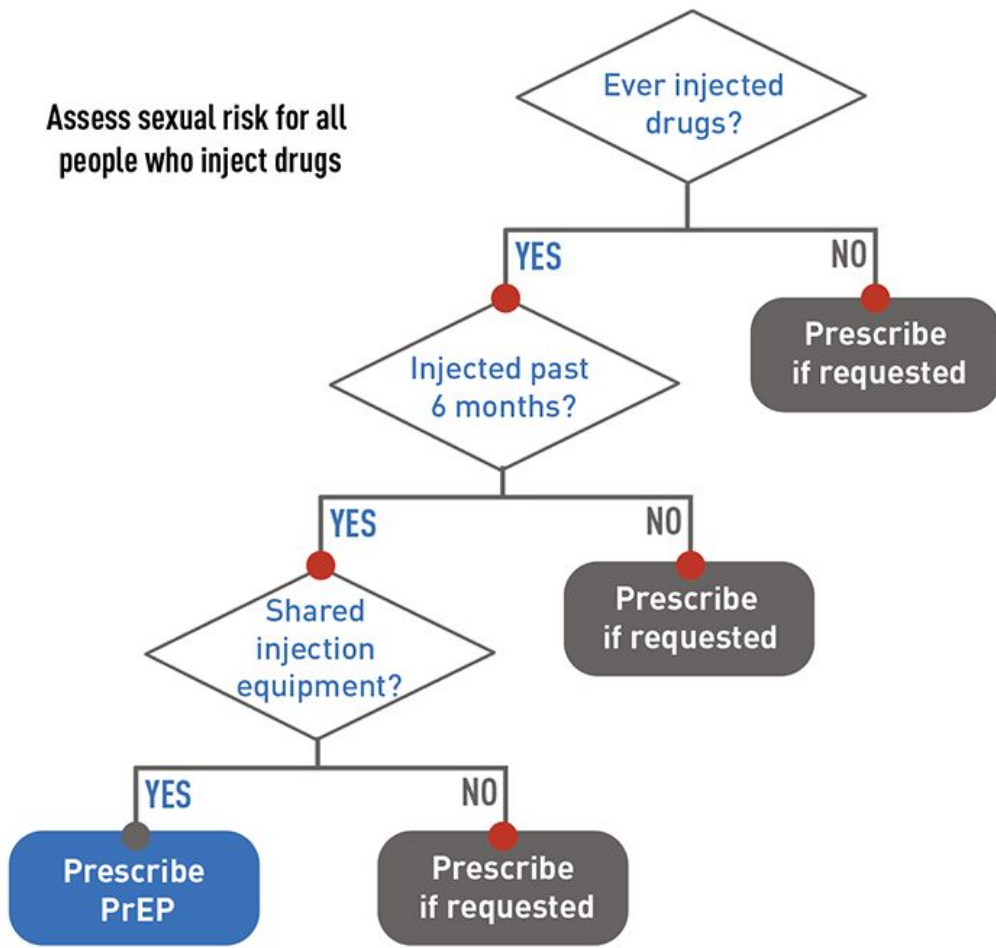 Assess sexual risk for all
people who inject drugs
Ever injected
drugs?
YES
NO
Prescribe
if requested
Injected past
6 months?
YES
NO
Prescribe
if requested
Shared
injection
equipment?
YES
NO
Prescribe
PrEP
Prescribe
if requested